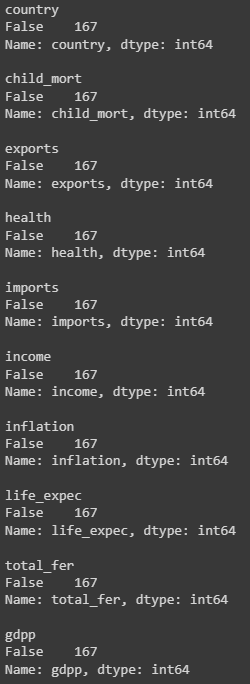 country
False    167
Name: country, dtype: int64
child_mort
False    167
Name: child_mort, dtype: int64
exports
False    167
Name: exports, dtype: int64
health
False    167
Name: health, dtype: int64
imports
False    167
Name: imports, dtype: int64
income
False    167
Name: income, dtype: int64
inflation
False    167
Name: inflation, dtype: int64
life_expec
False    167
Name: life_expec, dtype: int64
total_fer
False    167
Name: total_fer, dtype: int64
gdpp
False    167
Name: gdpp, dtype: int64